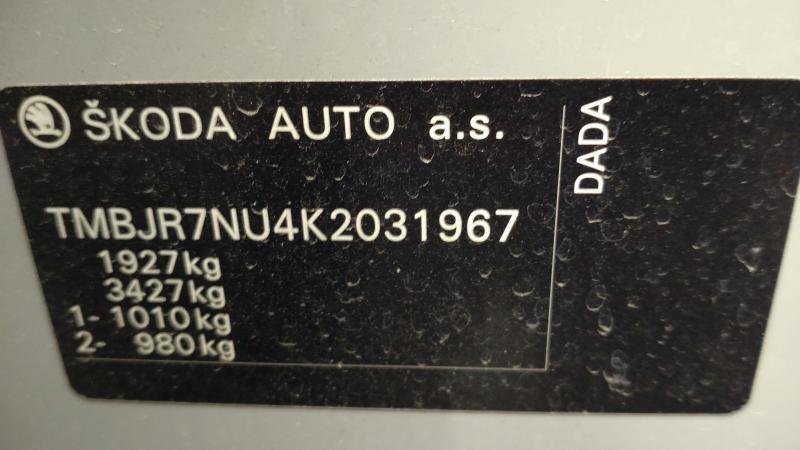 ŠKODA AUTO a.s.
TMBJR7NU4K2031967
1927kg
3427kg
1- 1010kg
2- 980kg
DADA